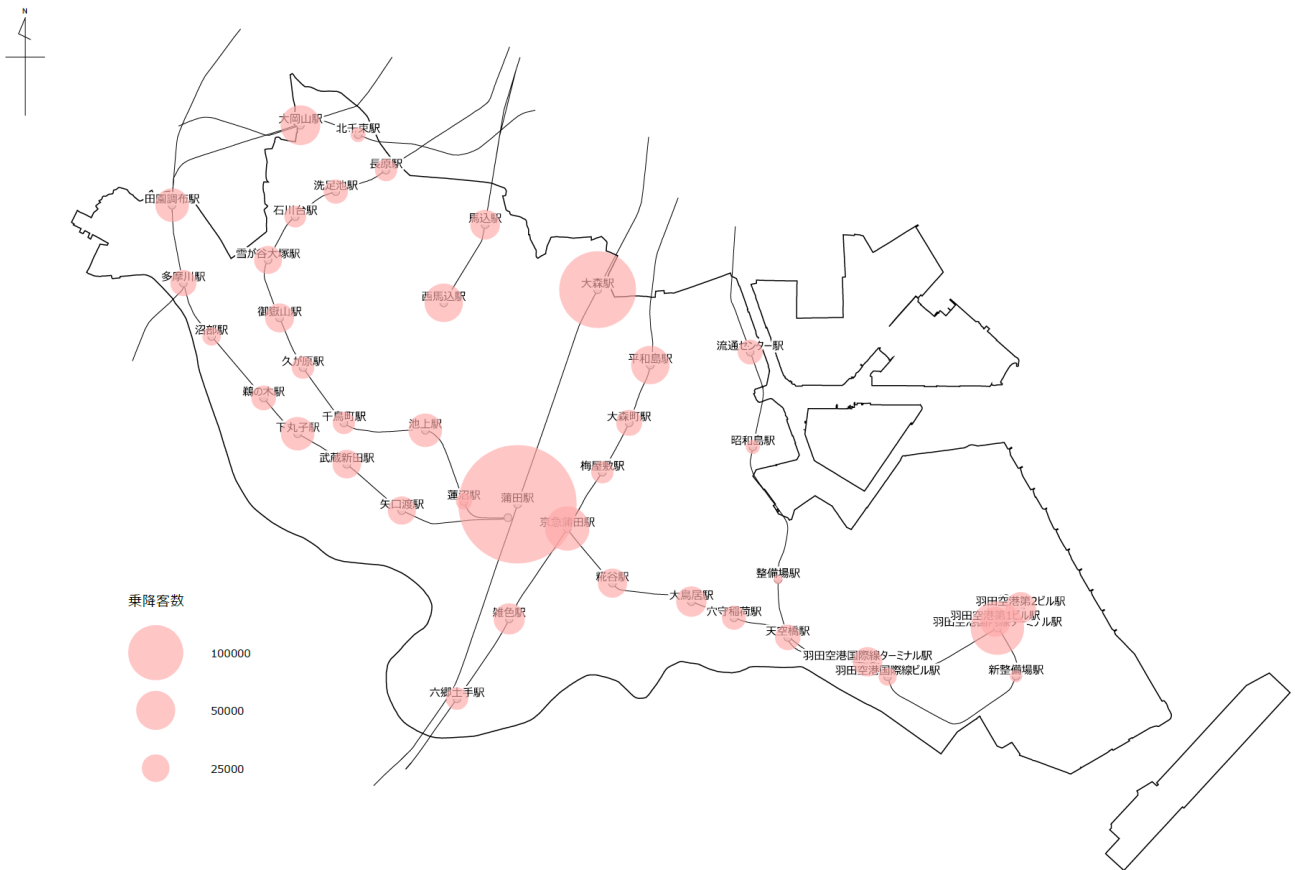 N
大岡山駅
北千束駅
長原駅
洗足池駅
田園調布駅
石川台駅
馬込駅
雪が谷大塚駅
多摩川駅
大森駅
西馬込駅
御嶽山駅
沼部駅
流通センター駅
平和島駅
久が原駅
鵜の木駅
千鳥町駅
池上駅
大森町駅
下丸子駅
昭和島駅
武蔵新田駅
梅屋敷駅
蓮沼駅
蒲田駅
矢口渡駅
京急蒲田駅
整備場駅
糀谷駅
大鳥居駅
乗降客数
羽田空港第2ビル駅
雑色駅
穴守稲荷駅
羽田空港第1ビル駅
天空橋駅
100000
羽田空港国際線ターミナル駅
羽田空港国際線ビル駅
新整備場駅
六郷土手駅
50000
25000